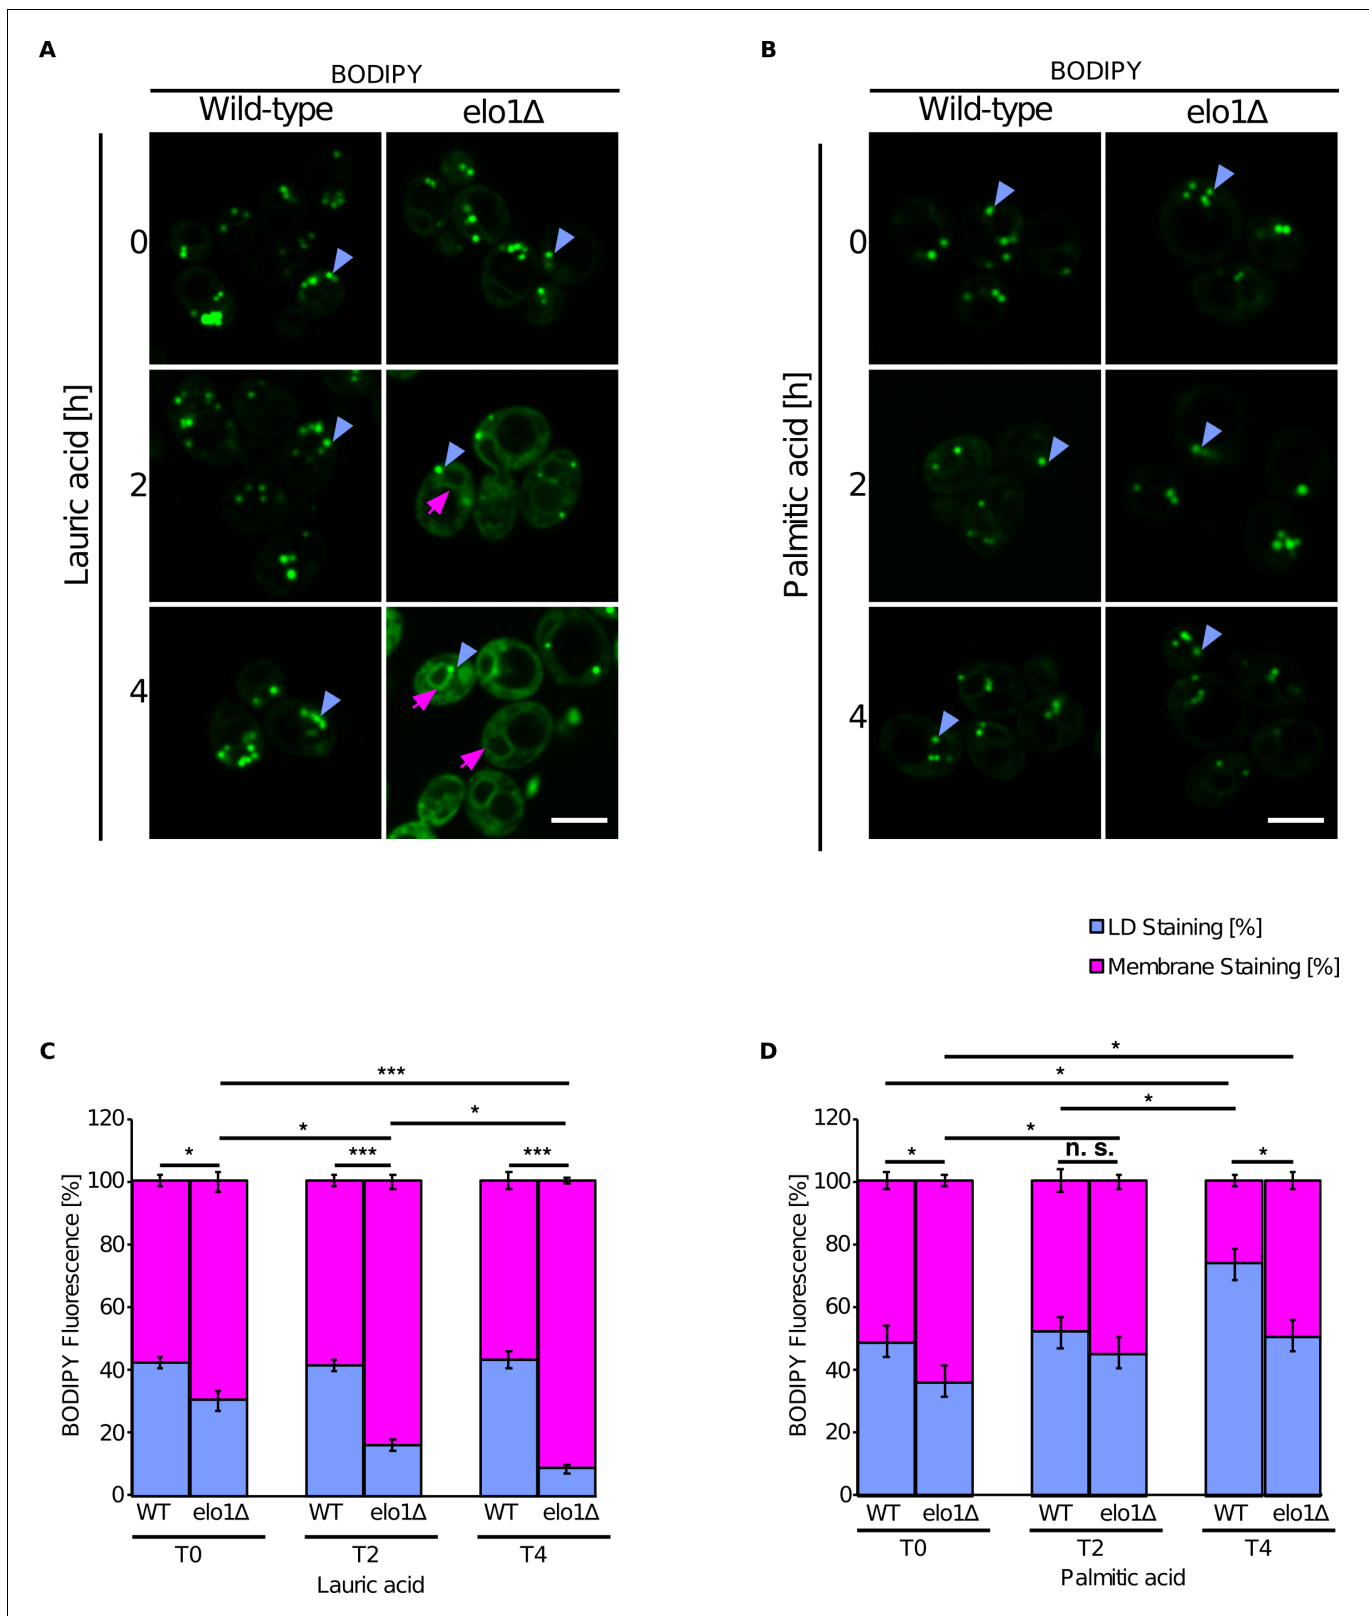 A
BODIPY
Wild-type elo1Δ
Lauric acid [h]
0
2
4
B
BODIPY
Wild-type elo1Δ
Palmitic acid [h]
0
2
4
LD Staining [%]
Membrane Staining [%]
C
***
*
*
* *** ***
BODIPY Fluorescence [%]
120
100
80
60
40
20
0
WT elo1Δ WT elo1Δ WT elo1Δ
T0 T2 T4
Lauric acid
D
*
*
*
*
* n. s. *
BODIPY Fluorescence [%]
120
100
80
60
40
20
0
WT elo1Δ WT elo1Δ WT elo1Δ
T0 T2 T4
Palmitic acid